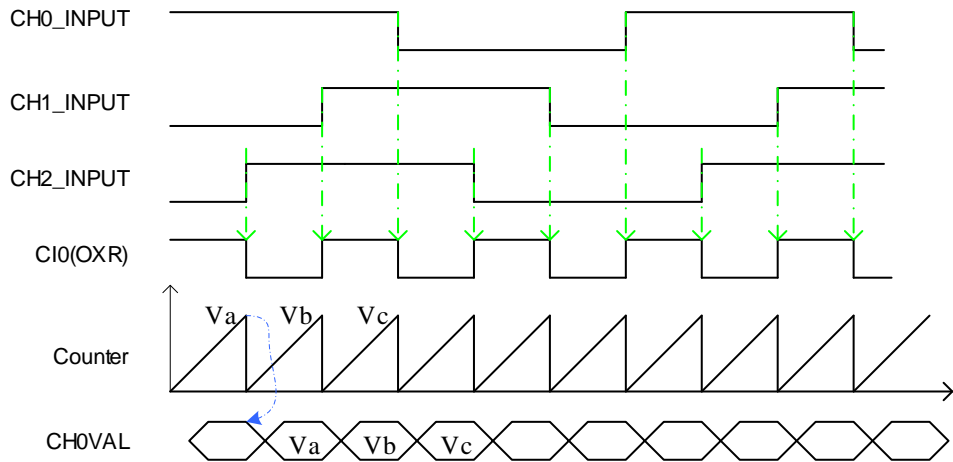 CH0_INPUT
CH1_INPUT
CH2_INPUT
CI0(OXR)
Va Vb Vc
Counter
CH0VAL Va Vb Vc